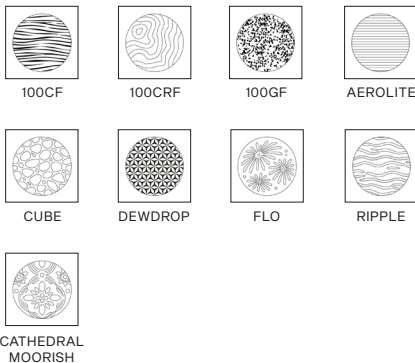 100CF
100CRF
100GF
AEROLITE
CUBE
DEWDROP
FLO
RIPPLE
CATHEDRAL
MOORISH